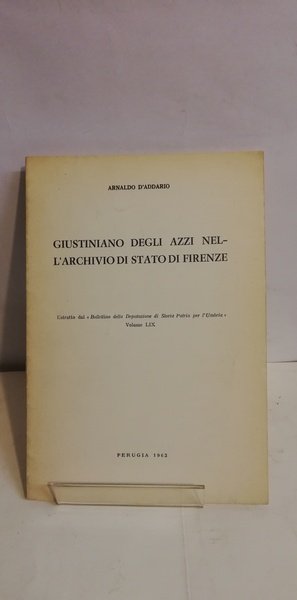 ARNALDO D'ADDARIO
GIUSTINIANO DEGLI AZZI NEL-
L'ARCHIVIO DI STATO DI FIRENZE
Estratto dal « Bollettino della Deputazione di Storia Patria per l'Umbria »
Volume LIX
PERUGIA 1962